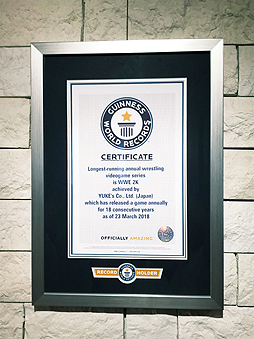 GUINNESS
WORLD RECORDS
CERTIFICATE
Longest-running annual wrestling
videogame series
is WWE 2K
achieved by
YUKE's Co., Ltd. (Japan)
which has released a game annually
for 18 consecutive years
as of 23 March 2018
OFFICIALLY AMAZING
RECORD HOLDER